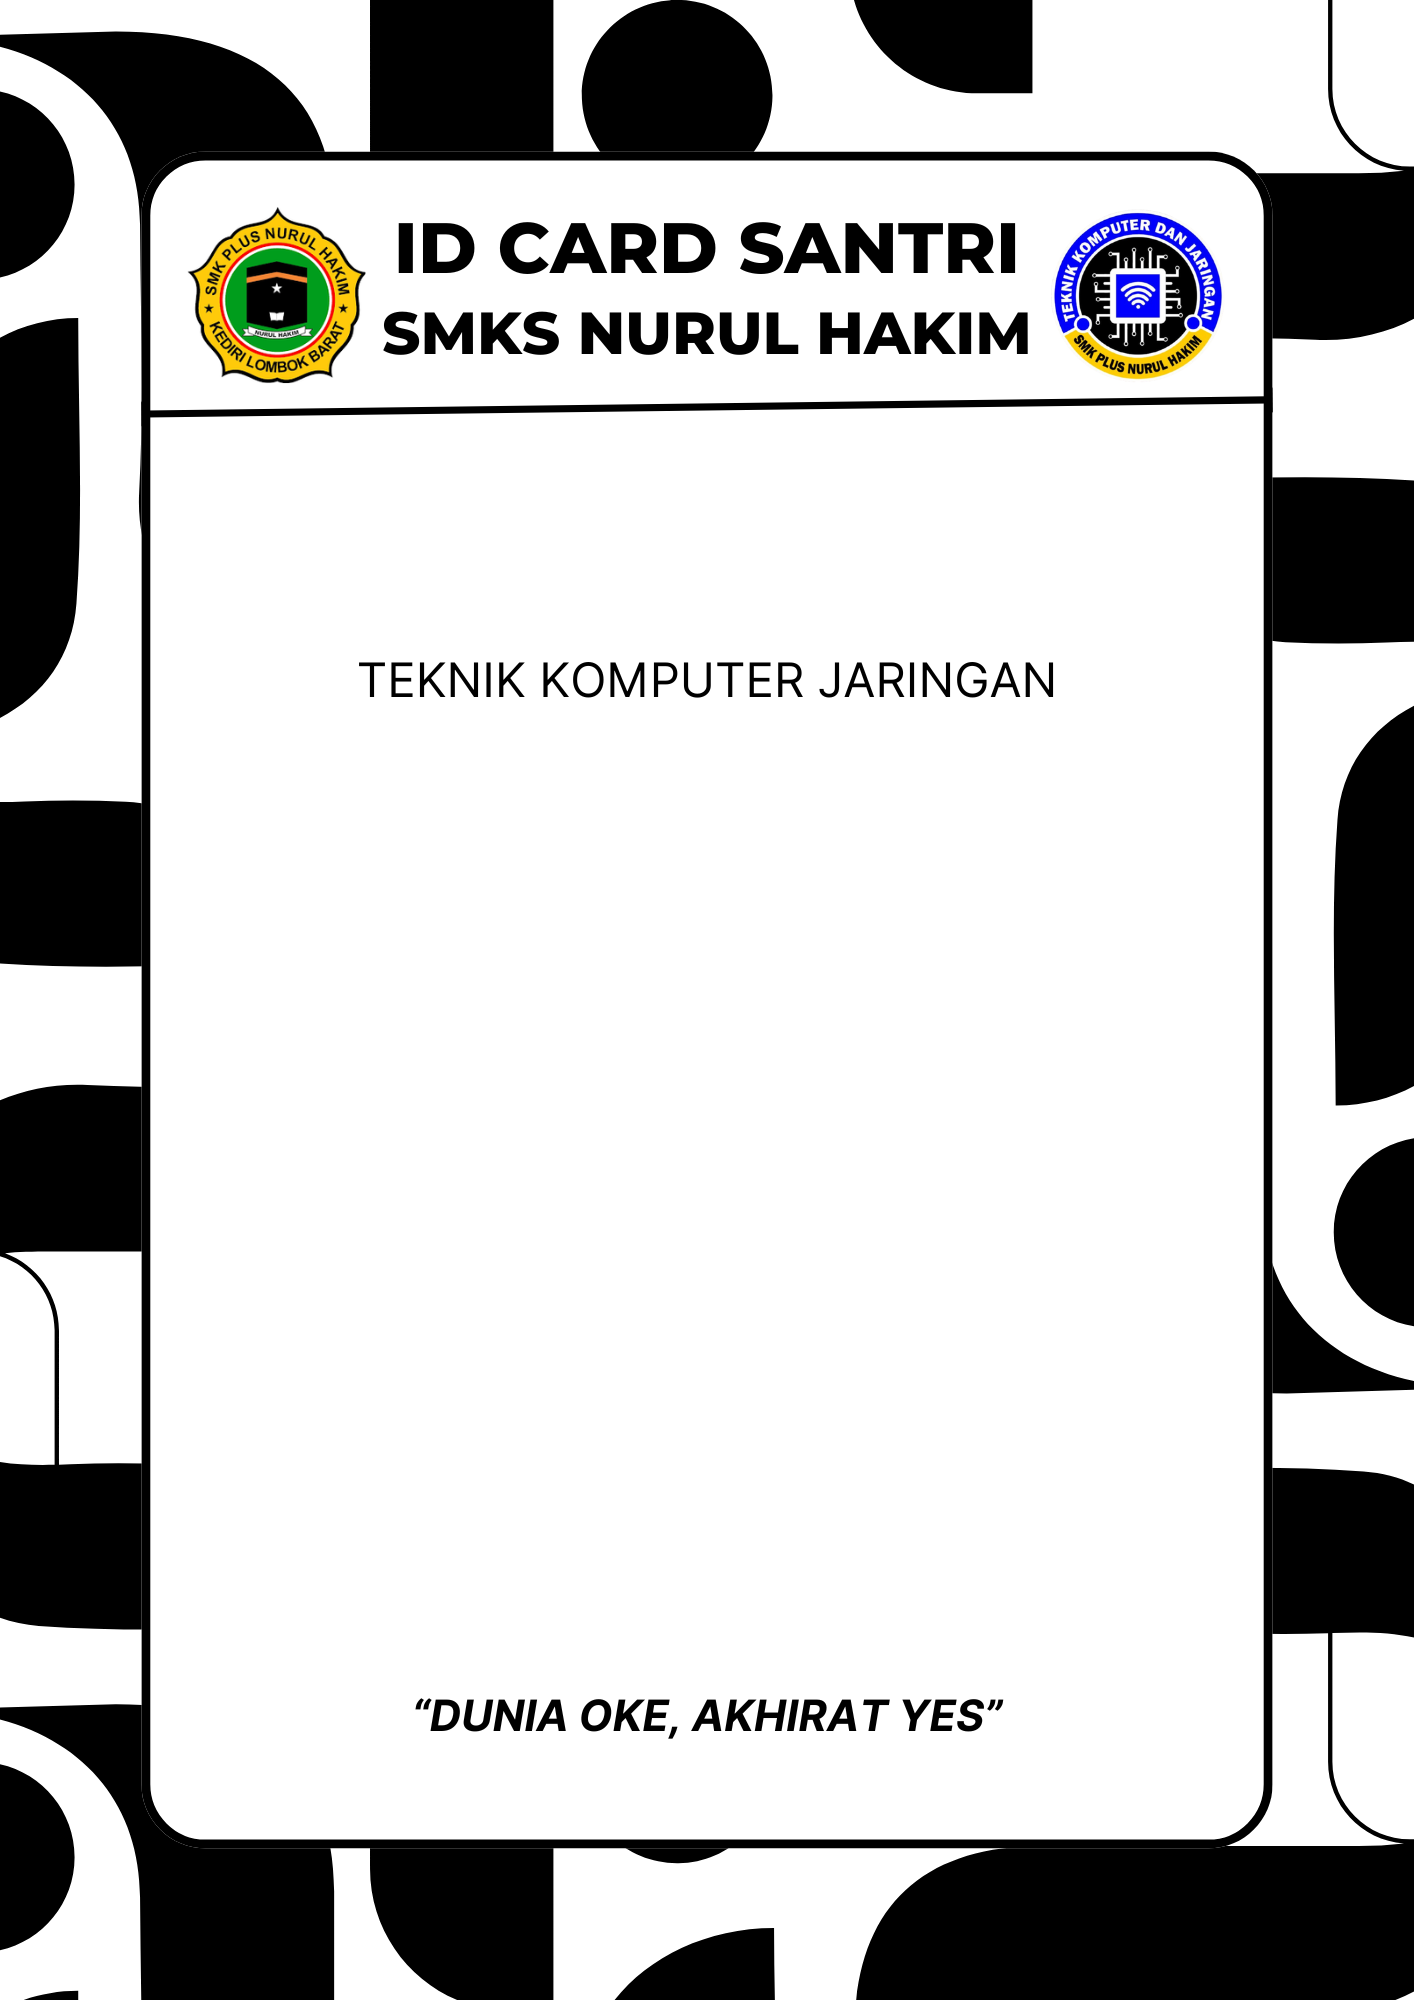 ID CARD SANTRI
SMKS NURUL HAKIM
SMK PLUS NURUL HAKIM
KEDIRI LOMBOK BARAT
NURUL HAKIM
TEKNIK KOMPUTER DAN JARINGAN
SMK PLUS NURUL HAKIM
TEKNIK KOMPUTER JARINGAN
“DUNIA OKE, AKHIRAT YES”